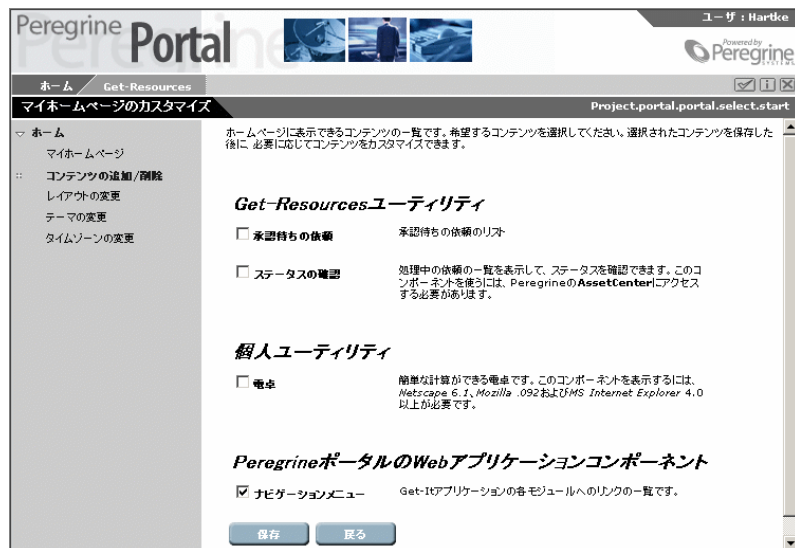 Peregrine Portal
ユーザ : Hartke
Powered by
Peregrine
SYSTEMS
ホーム
Get-Resources
マイホームページのカスタマイズ
Project.portal.portal.select.start
ホーム
マイホームページ
コンテンツの追加/削除
レイアウトの変更
テーマの変更
タイムゾーンの変更
ホームページに表示できるコンテンツの一覧です。希望するコンテンツを選択してください。選択されたコンテンツを保存した
後に、必要に応じてコンテンツをカスタマイズできます。
Get-Resourcesユーティリティ
承認待ちの依頼
承認待ちの依頼のリスト
ステータスの確認
処理中の依頼の一覧を表示して、ステータスを確認できます。このコ
ンポーネントを使うには、PeregrineのAssetCenterにアクセス
する必要があります。
個人ユーティリティ
電卓
簡単な計算ができる電卓です。このコンポーネントを表示するには、
Netscape 6.1、Mozilla .092およびMS Internet Explorer 4.0
以上が必要です。
PeregrineポータルのWebアプリケーションコンポーネント
ナビゲーションメニュー
Get-Itアプリケーションの各モジュールへのリンクの一覧です。
保存
戻る